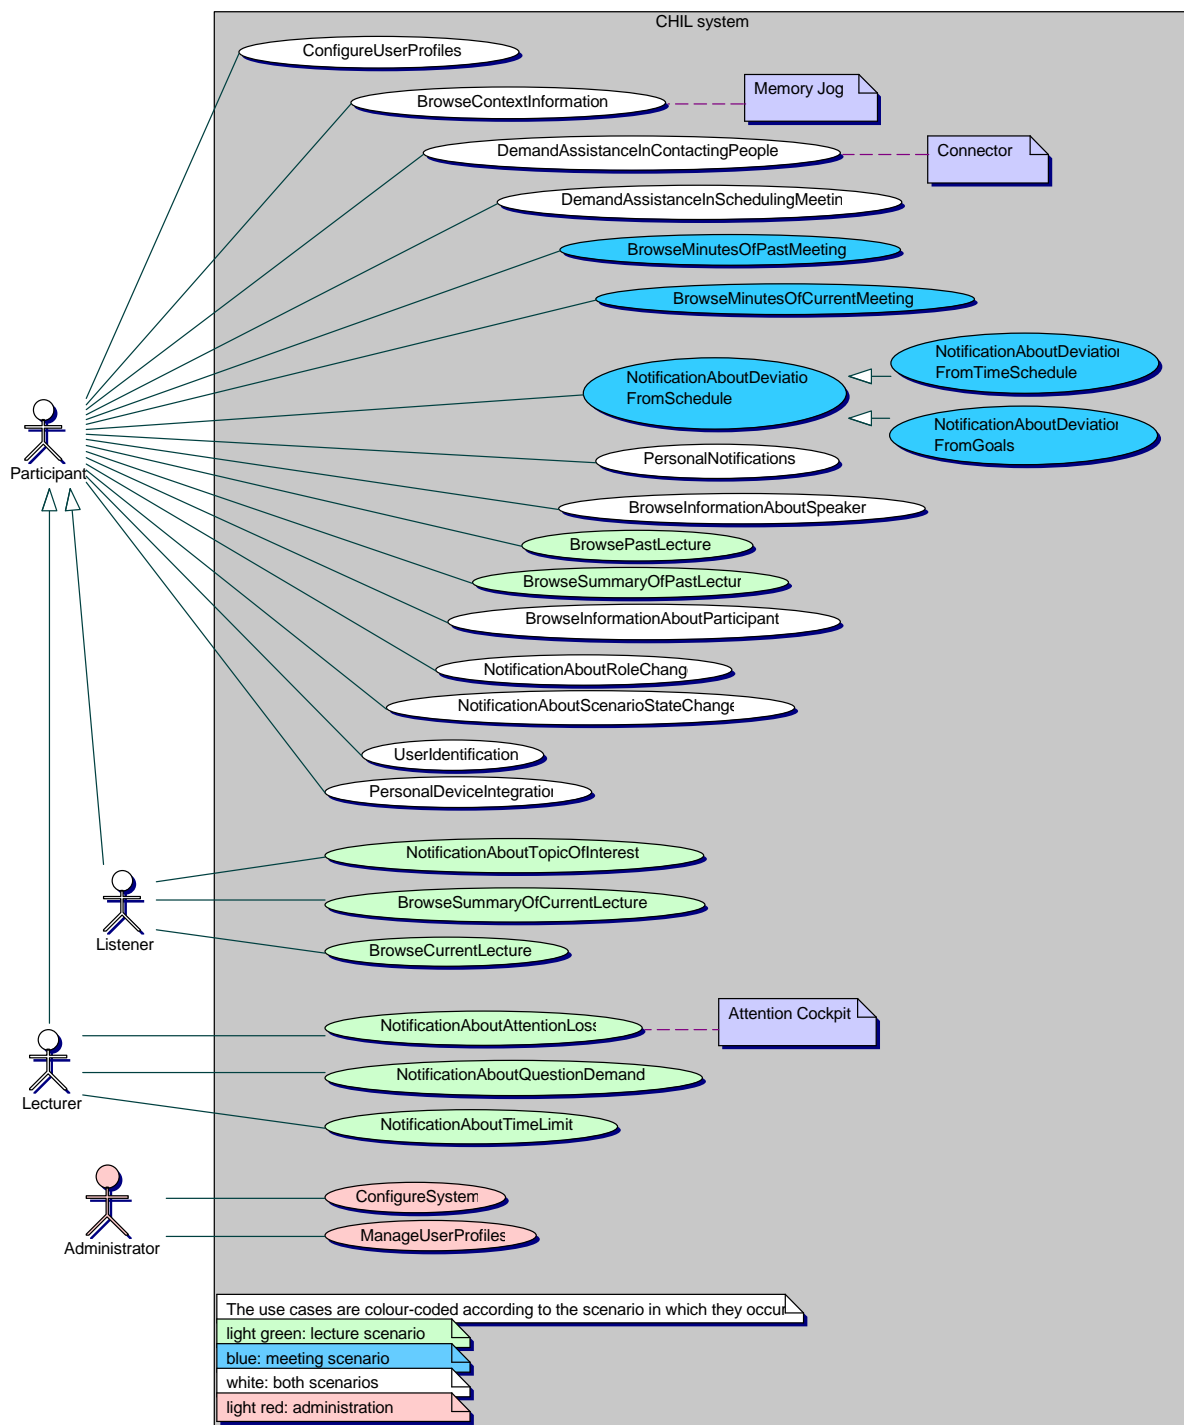 CHIL system
ConfigureUserProfiles
BrowseContextInformation
Memory Jog
DemandAssistanceInContactingPeople
Connector
DemandAssistanceInSchedulingMeetin
BrowseMinutesOfPastMeeting
BrowseMinutesOfCurrentMeeting
NotificationAboutDeviatio
FromSchedule
NotificationAboutDeviation
FromTimeSchedule
NotificationAboutDeviation
FromGoals
Participant
PersonalNotifications
BrowseInformationAboutSpeaker
BrowsePastLecture
BrowseSummaryOfPastLectur
BrowseInformationAboutParticipant
NotificationAboutRoleChang
NotificationAboutScenarioStateChange
UserIdentification
PersonalDeviceIntegration
NotificationAboutTopicOfInterest
BrowseSummaryOfCurrentLecture
Listener
BrowseCurrentLecture
NotificationAboutAttentionLoss
Attention Cockpit
NotificationAboutQuestionDemand
Lecturer
NotificationAboutTimeLimit
ConfigureSystem
ManageUserProfiles
Administrator
The use cases are colour-coded according to the scenario in which they occur
light green: lecture scenario
blue: meeting scenario
white: both scenarios
light red: administration